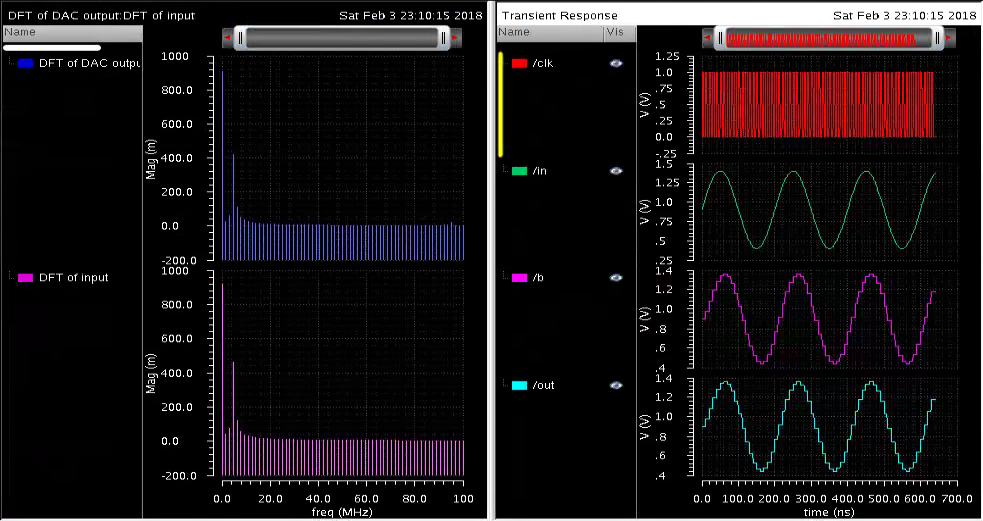 DFT of DAC output:DFT of input Sat Feb 3 23:10:15 2018
Name
DFT of DAC outpu
1000
800.0
600.0
400.0
200.0
0.0
-200.0
Mag (m)
DFT of input
1000
800.0
600.0
400.0
200.0
0.0
-200.0
Mag (m)
0.0 20.0 40.0 60.0 80.0 100
freq (MHz)
Transient Response Sat Feb 3 23:10:15 2018
Name Vis
/clk
1.25
1.0
.75
.5
.25
0.0
-.25
V (V)
/in
1.5
1.25
1.0
.75
.5
.25
V (V)
/b
1.4
1.2
1.0
.8
.6
.4
V (V)
/out
1.4
1.2
1.0
.8
.6
.4
V (V)
0.0 100.0 200.0 300.0 400.0 500.0 600.0 700.0
time (ns)